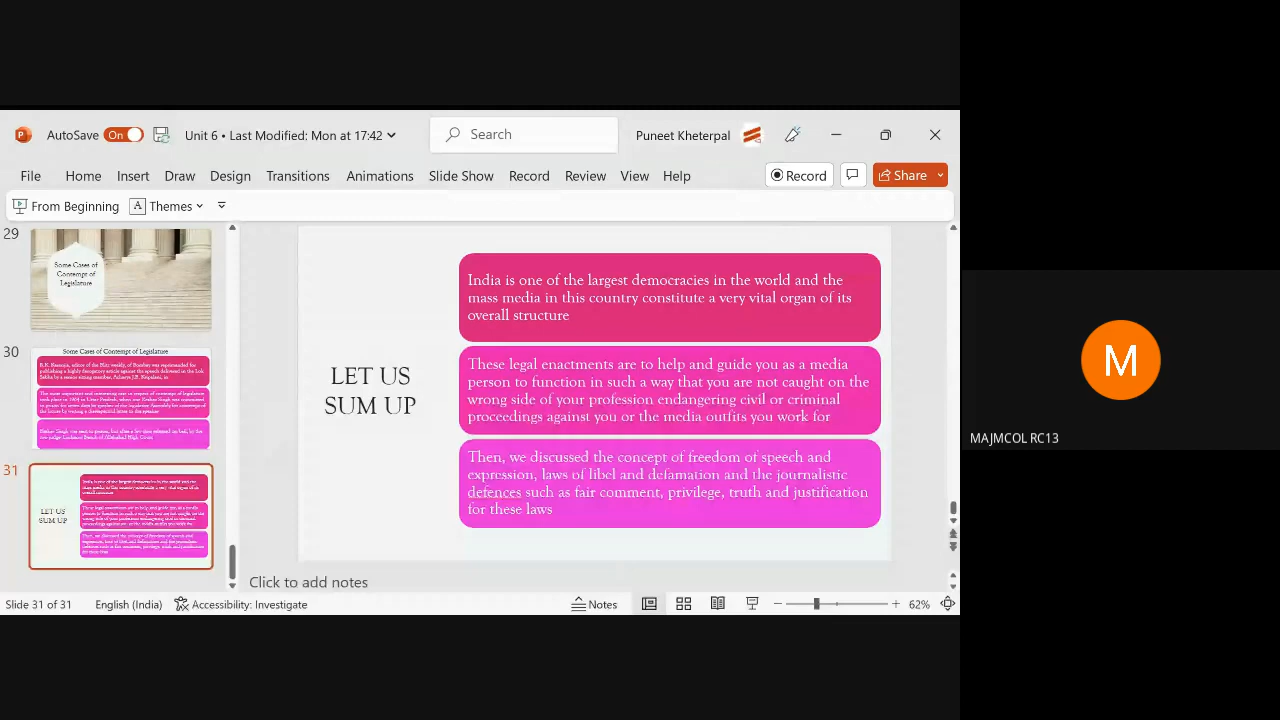 AutoSave On Unit 6 • Last Modified: Mon at 17:42 Search Puneet Kheterpal
File Home Insert Draw Design Transitions Animations Slide Show Record Review View Help Record Share
From Beginning A Themes
29
Some Cases of
Contempt of
Legislature
30
Some Cases of Contempt of Legislature
31
LET US
SUM UP
India is one of the largest democracies in the world and the
mass media in this country constitute a very vital organ of its
overall structure
These legal enactments are to help and guide you as a media
person to function in such a way that you are not caught on the
wrong side of your profession endangering civil or criminal
proceedings against you or the media outfits you work for
Then, we discussed the concept of freedom of speech and
expression, laws of libel and defamation and the journalistic
defences such as fair comment, privilege, truth and justification
for these laws
LET US
SUM UP
Click to add notes
Slide 31 of 31 English (India) Accessibility: Investigate Notes 62%
M
MAJMCOL RC13